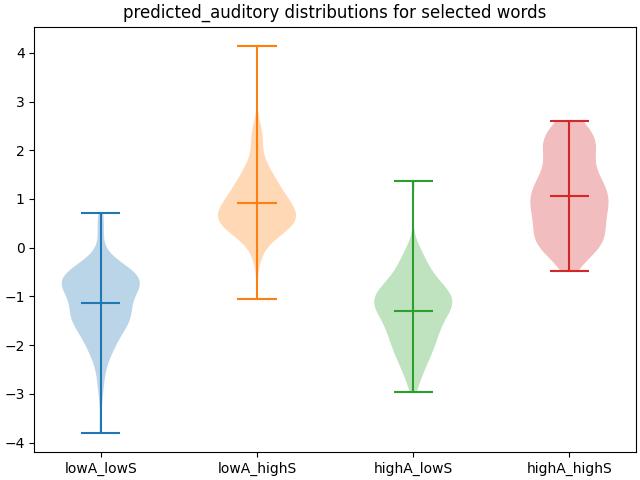 predicted_auditory distributions for selected words
4
3
2
1
0
−1
−2
−3
−4
lowA_lowS
lowA_highS
highA_lowS
highA_highS